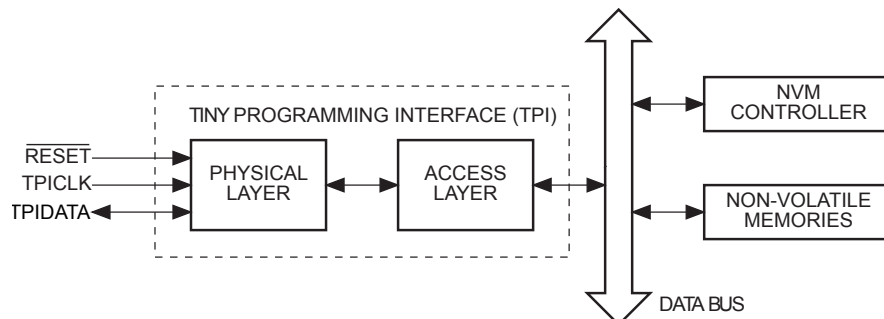 TINY PROGRAMMING INTERFACE (TPI)
RESET
TPICLK
TPIDATA
PHYSICAL
LAYER
ACCESS
LAYER
NVM
CONTROLLER
NON-VOLATILE
MEMORIES
DATA BUS